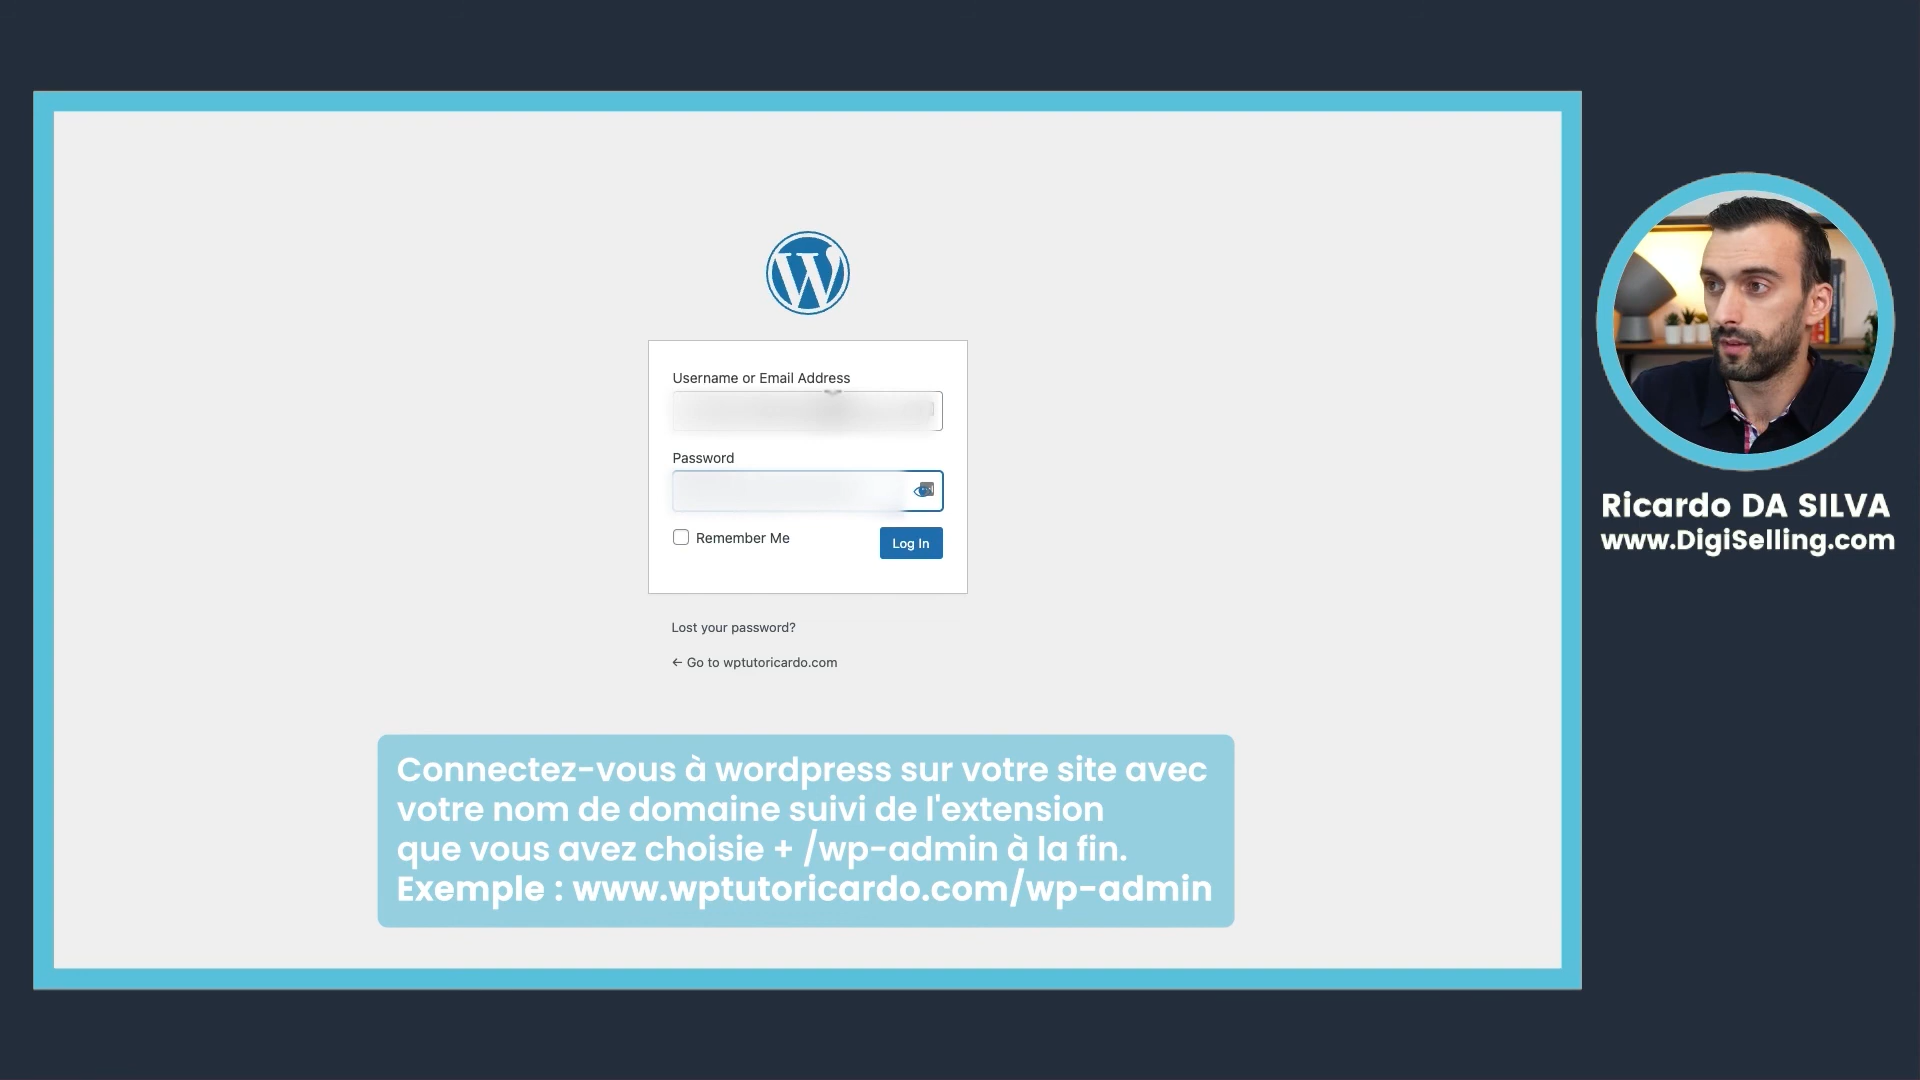 Username or Email Address
Password
Remember Me
Log In
Lost your password?
← Go to wptutoricardo.com
Connectez-vous à wordpress sur votre site avec
votre nom de domaine suivi de l'extension
que vous avez choisie + /wp-admin à la fin.
Exemple : www.wptutoricardo.com/wp-admin
Ricardo DA SILVA
www.DigiSelling.com